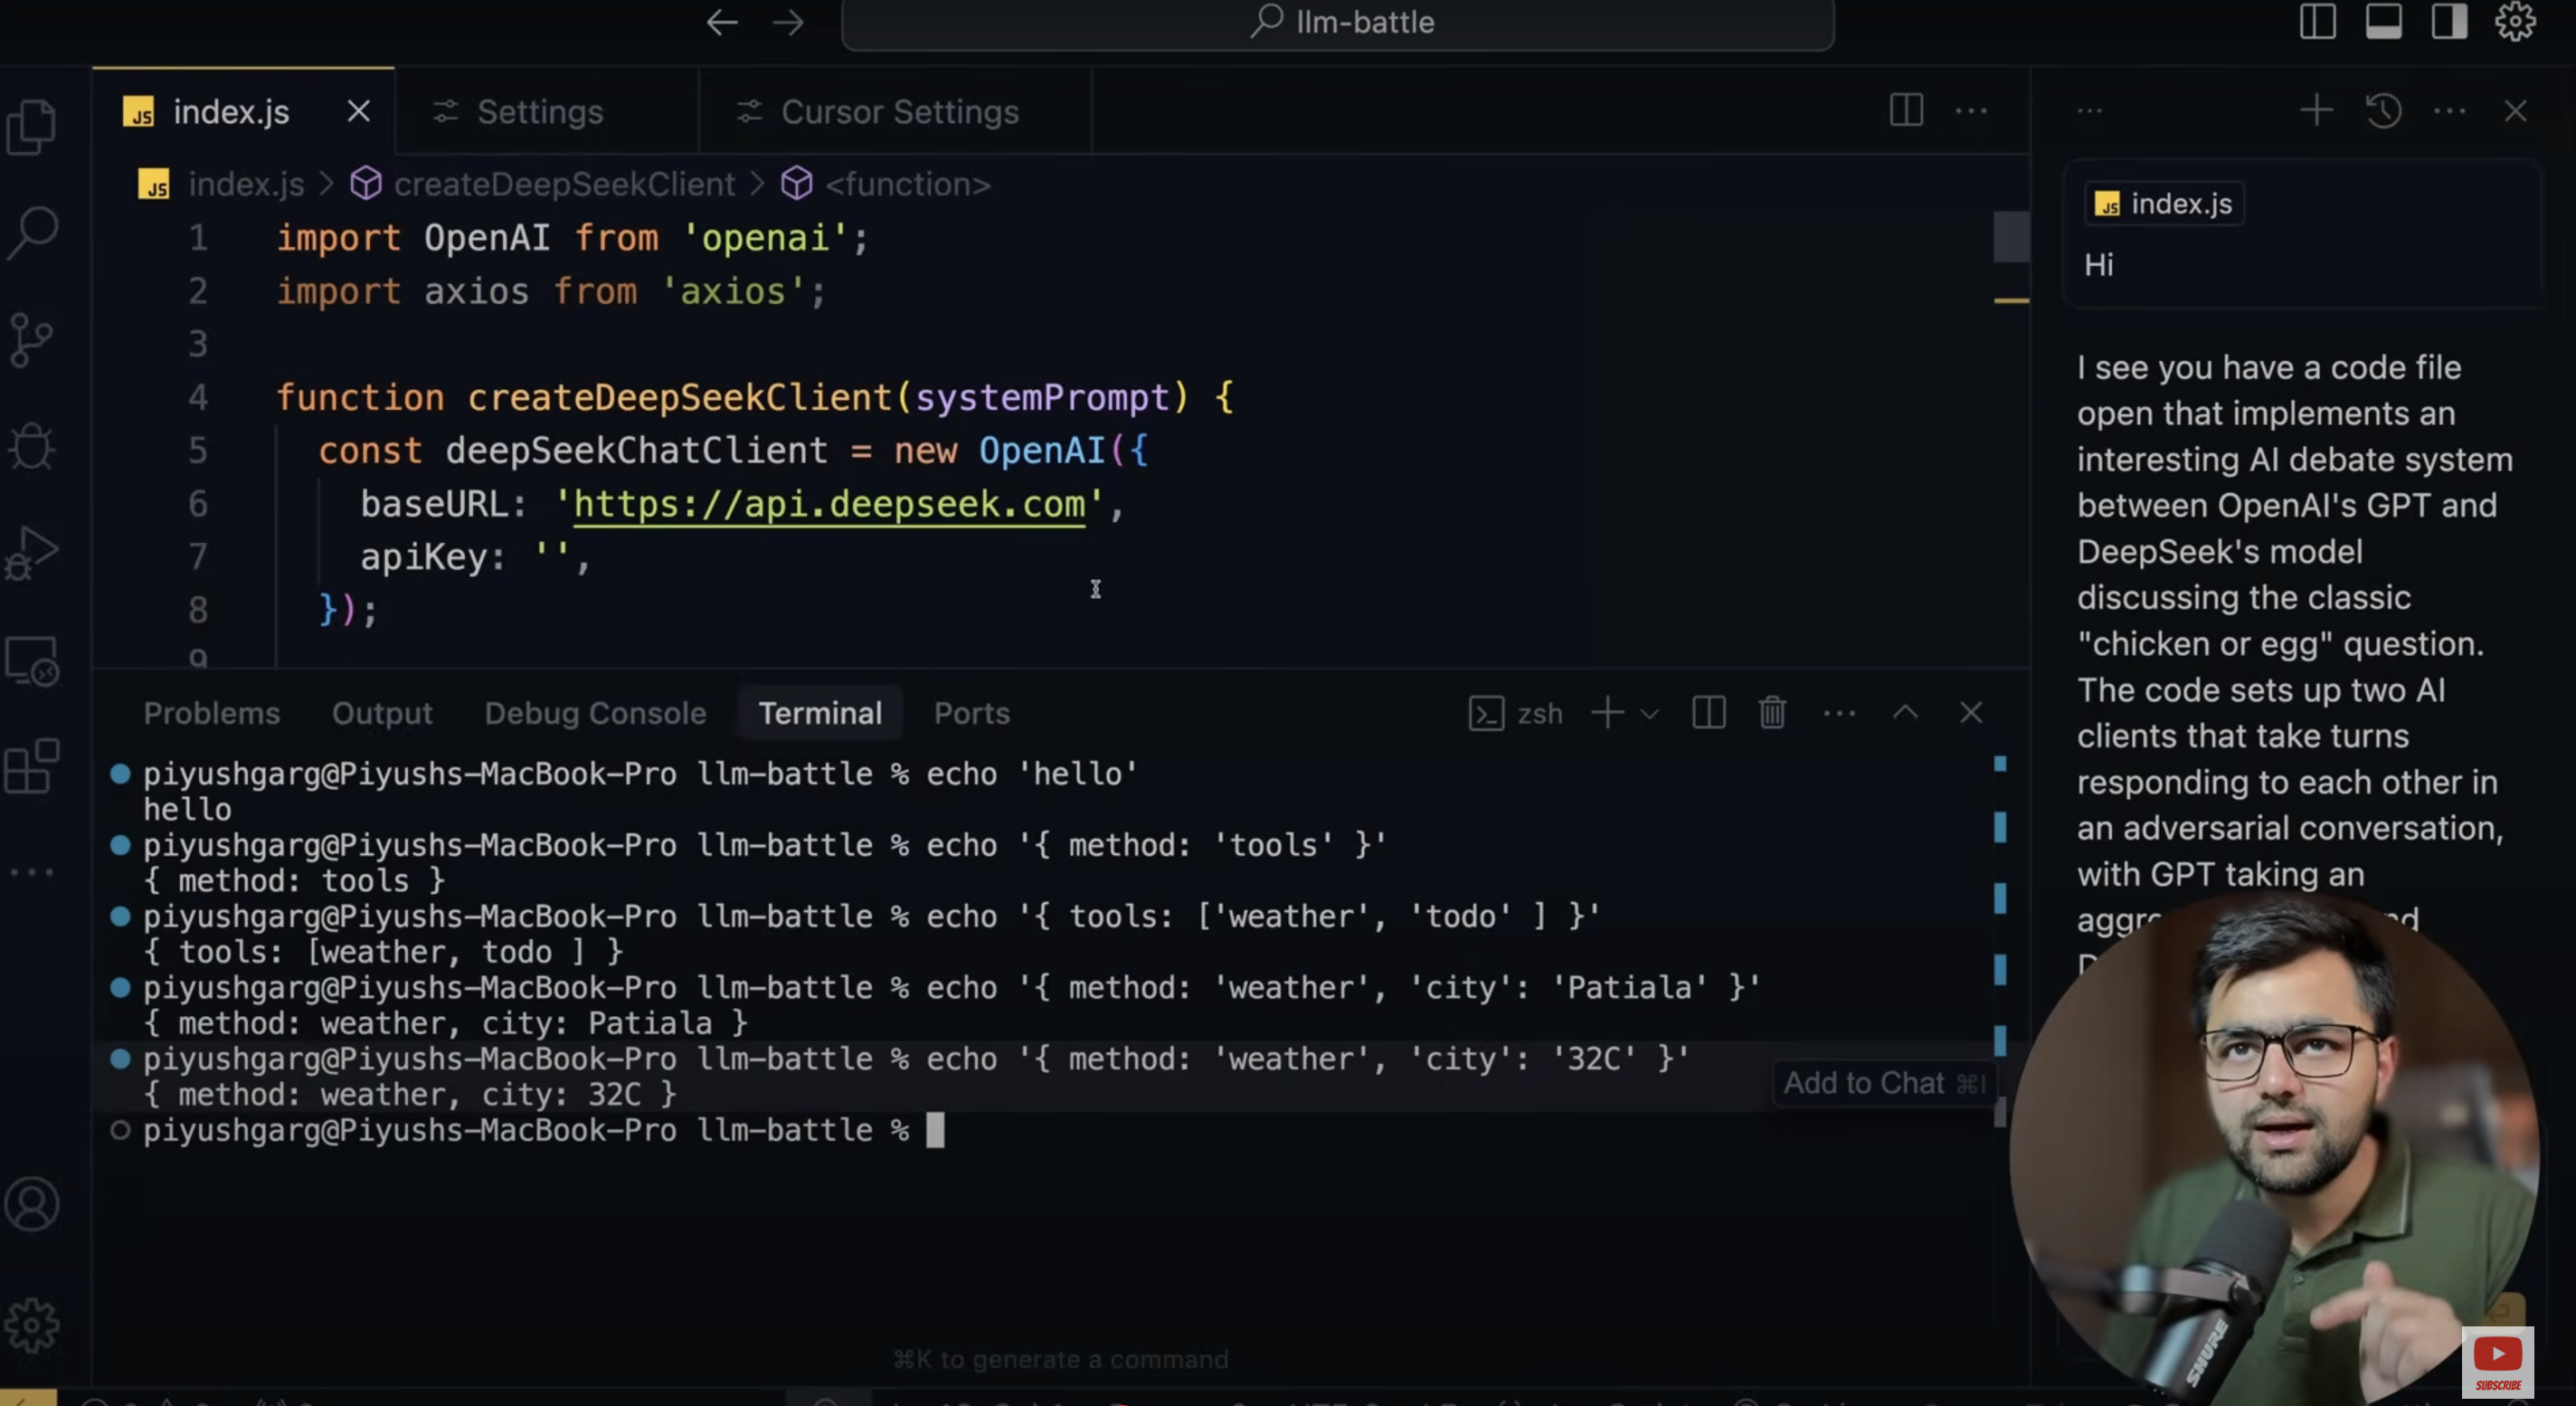 llm-battle
index.js
Settings
Cursor Settings
index.js > createDeepSeekClient > <function>
1 import OpenAI from 'openai';
2 import axios from 'axios';
3
4 function createDeepSeekClient(systemPrompt) {
5 const deepSeekChatClient = new OpenAI({
6 baseURL: 'https://api.deepseek.com',
7 apiKey: '',
8 });
9
Problems Output Debug Console Terminal Ports
zsh
piyushgarg@Piyushs-MacBook-Pro llm-battle % echo 'hello'
hello
piyushgarg@Piyushs-MacBook-Pro llm-battle % echo '{ method: 'tools' }'
{ method: tools }
piyushgarg@Piyushs-MacBook-Pro llm-battle % echo '{ tools: ['weather', 'todo' ] }'
{ tools: [weather, todo ] }
piyushgarg@Piyushs-MacBook-Pro llm-battle % echo '{ method: 'weather', 'city': 'Patiala' }'
{ method: weather, city: Patiala }
piyushgarg@Piyushs-MacBook-Pro llm-battle % echo '{ method: 'weather', 'city': '32C' }'
{ method: weather, city: 32C }
piyushgarg@Piyushs-MacBook-Pro llm-battle %
Add to Chat ⌘I
⌘K to generate a command
index.js
Hi
I see you have a code file
open that implements an
interesting AI debate system
between OpenAI's GPT and
DeepSeek's model
discussing the classic
"chicken or egg" question.
The code sets up two AI
clients that take turns
responding to each other in
an adversarial conversation,
with GPT taking an
SHURE
SUBSCRIBE